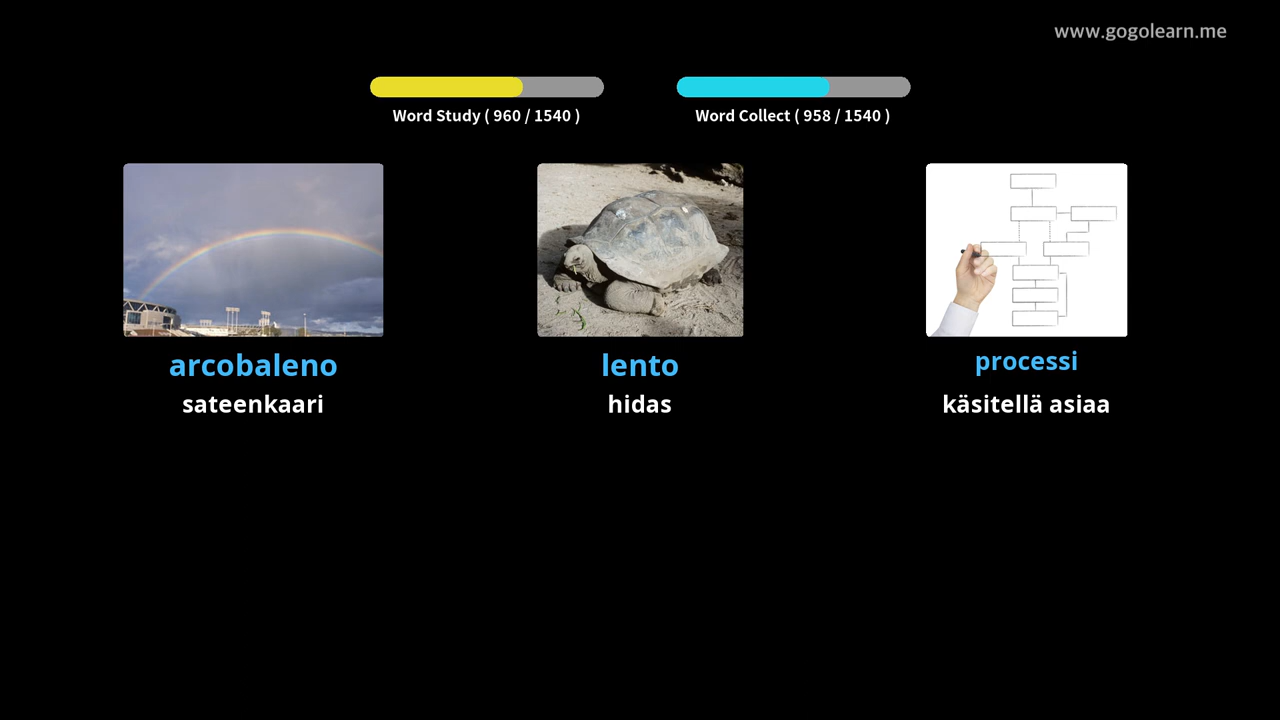 www.gogolearn.me
Word Study ( 960 / 1540 )
Word Collect ( 958 / 1540 )
arcobaleno
lento
processi
sateenkaari
hidas
käsitellä asiaa